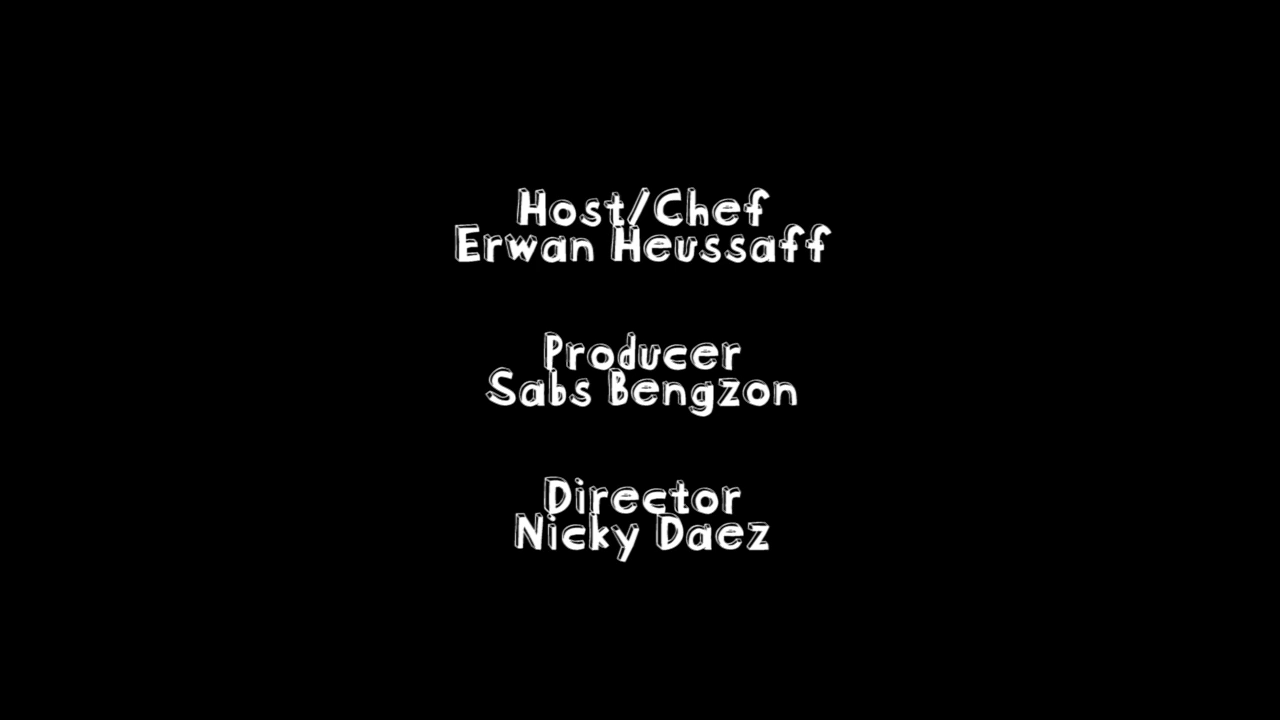 Host/Chef
Erwan Heussaff
Producer
Sabs Bengzon
Director
Nicky Daez